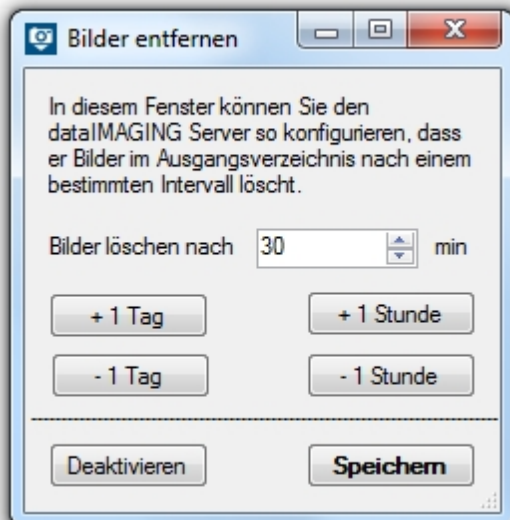 Bilder entfernen
In diesem Fenster können Sie den
dataIMAGING Server so konfigurieren, dass
er Bilder im Ausgangsverzeichnis nach einem
bestimmten Intervall löscht.
Bilder löschen nach 30 min
+ 1 Tag + 1 Stunde
- 1 Tag - 1 Stunde
Deaktivieren Speichern